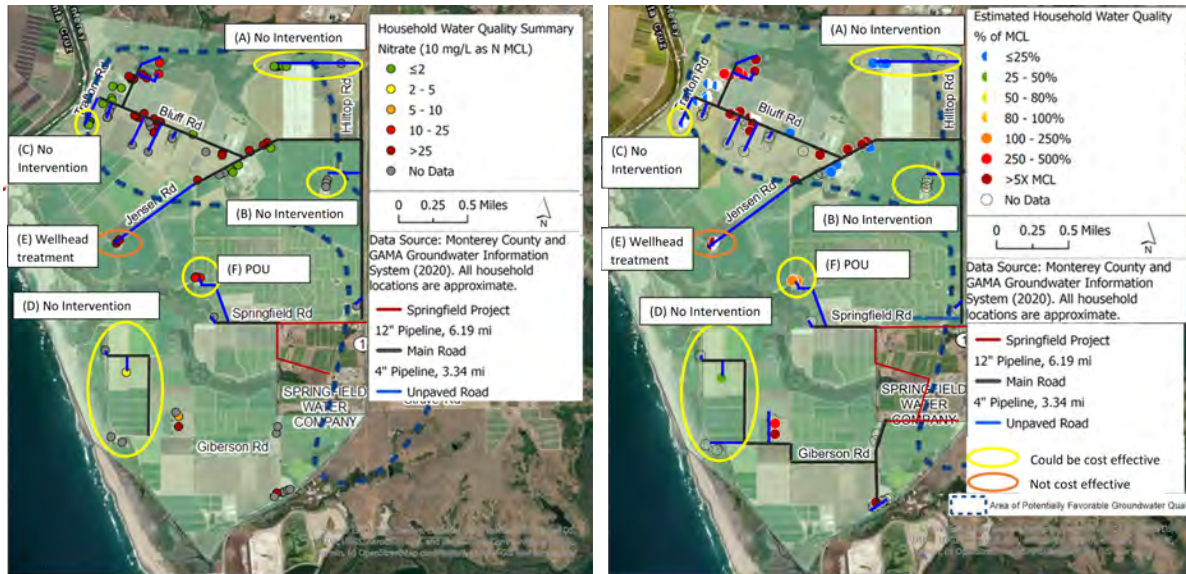 (A) No Intervention
Household Water Quality Summary
Nitrate (10 mg/L as N MCL)
≤2
2 - 5
5 - 10
10 - 25
>25
No Data
0 0.25 0.5 Miles
N
Data Source: Monterey County and
GAMA Groundwater Information
System (2020). All household
locations are approximate.
Springfield Project
12" Pipeline, 6.19 mi
Main Road
4" Pipeline, 3.34 mi
Unpaved Road
Monterey
Trafton Rd
Bluff Rd
Hilltop Rd
(C) No
Intervention
Jensen Rd
(B) No Intervention
(E) Wellhead
treatment
(F) POU
(D) No Intervention
Springfield Rd
1
SPRINGFIELD
WATER
COMPANY
Giberson Rd
(A) No Intervention
Estimated Household Water Quality
% of MCL
≤25%
25 - 50%
50 - 80%
80 - 100%
100 - 250%
250 - 500%
>5X MCL
No Data
0 0.25 0.5 Miles
N
Data Source: Monterey County and
GAMA Groundwater Information
System (2020). All household
locations are approximate.
Springfield Project
12" Pipeline, 6.19 mi
Main Road
4" Pipeline, 3.34 mi
Unpaved Road
Could be cost effective
Not cost effective
Area of Potentially Favorable Groundwater Qual
Monterey
Trafton Rd
Bluff Rd
Hilltop Rd
(C) No
Intervention
Jensen Rd
(B) No Intervention
(E) Wellhead
treatment
(F) POU
(D) No Intervention
Springfield Rd
1
SPRINGFIELD
WATER
COMPANY
Giberson Rd